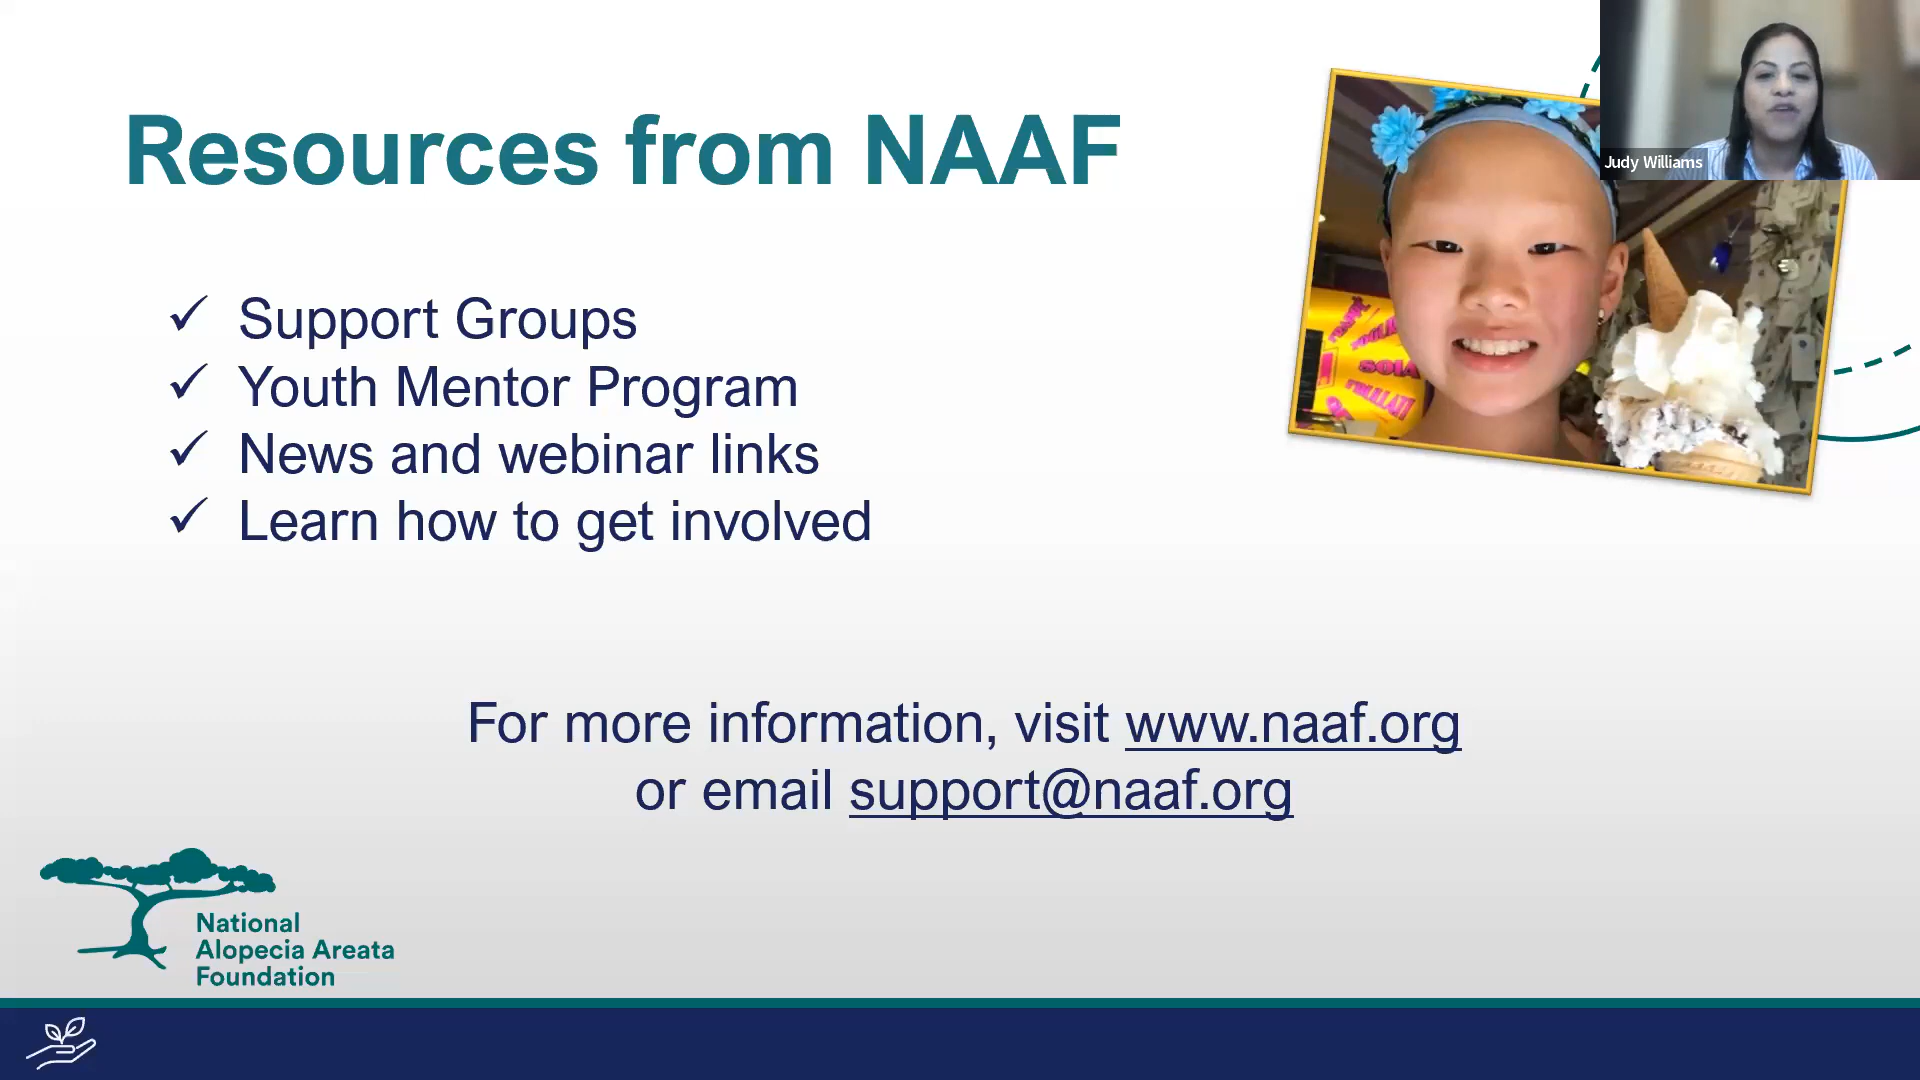 Resources from NAAF
Judy Williams
✓ Support Groups
✓ Youth Mentor Program
✓ News and webinar links
✓ Learn how to get involved
For more information, visit www.naaf.org
or email support@naaf.org
National
Alopecia Areata
Foundation